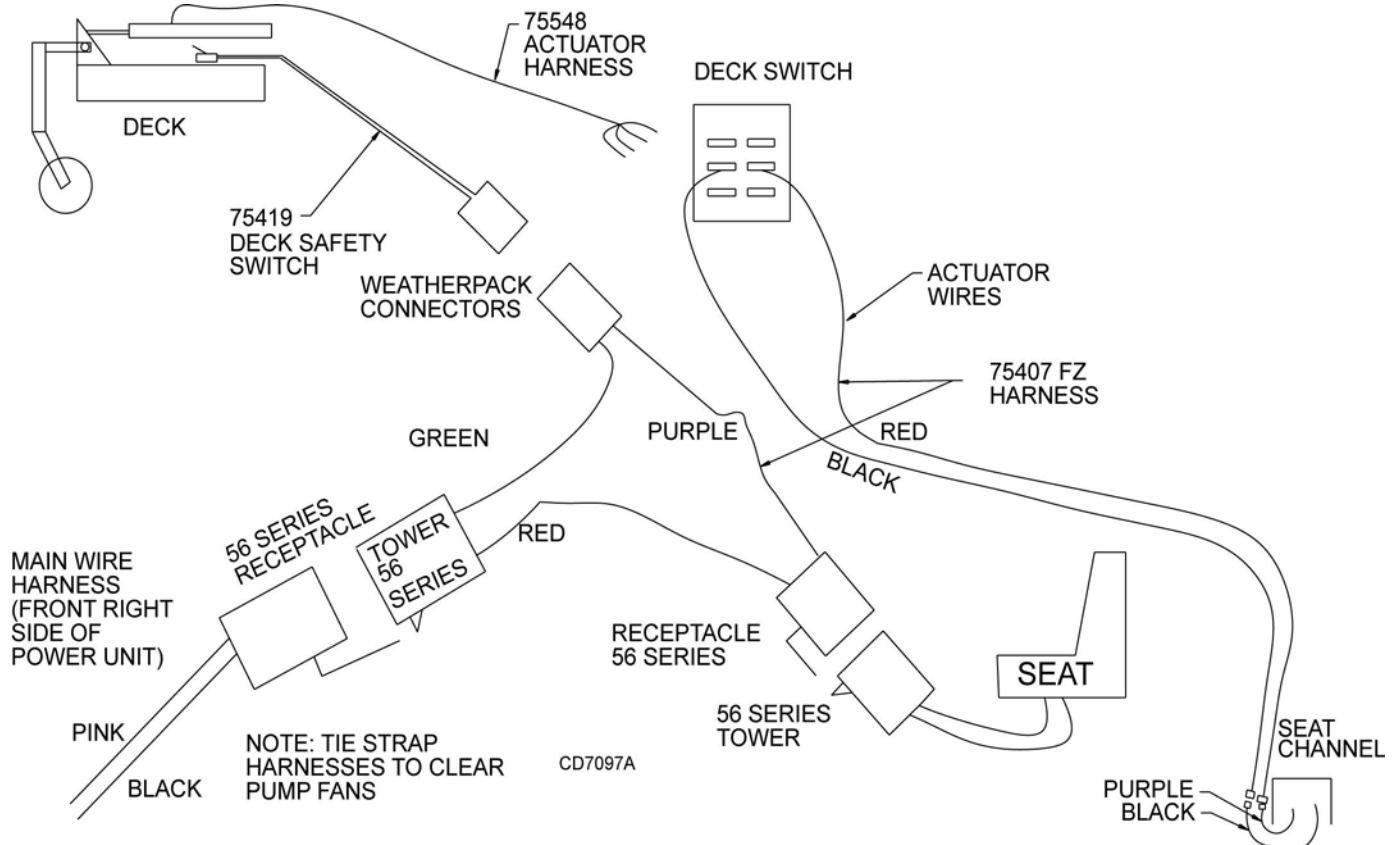 75548
ACTUATOR
HARNESS
DECK SWITCH
DECK
75419
DECK SAFETY
SWITCH
WEATHERPACK
CONNECTORS
ACTUATOR
WIRES
75407 FZ
HARNESS
GREEN
PURPLE
RED
BLACK
56 SERIES
RECEPTACLE
TOWER
56
SERIES
RED
MAIN WIRE
HARNESS
(FRONT RIGHT
SIDE OF
POWER UNIT)
RECEPTACLE
56 SERIES
SEAT
56 SERIES
TOWER
PINK
BLACK
NOTE: TIE STRAP
HARNESSES TO CLEAR
PUMP FANS
CD7097A
SEAT
CHANNEL
PURPLE
BLACK